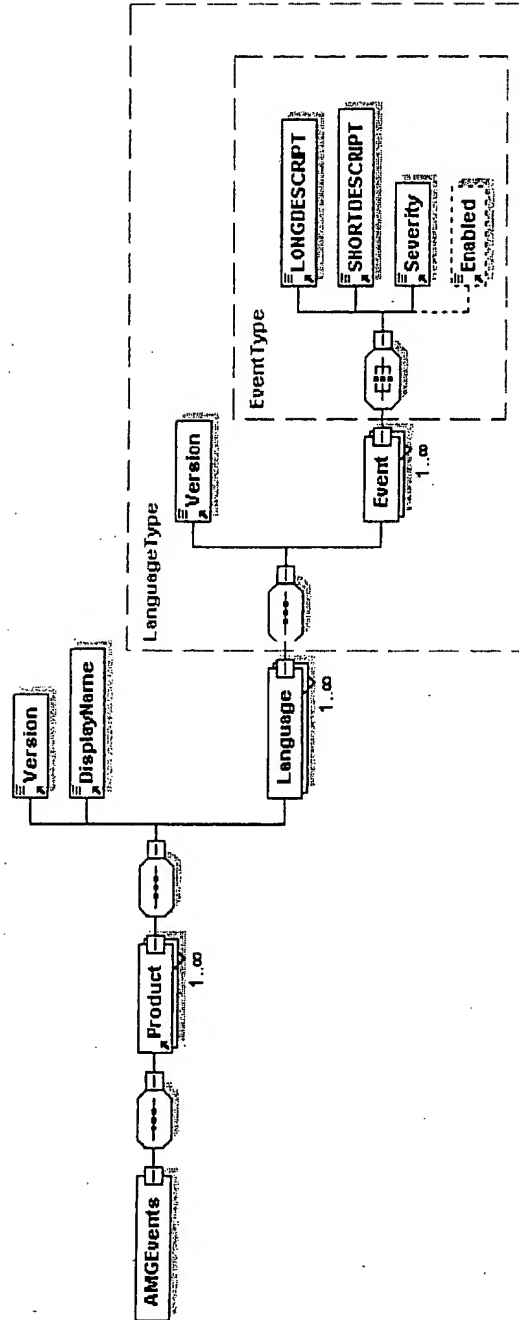 AMGEvents
Product
1..∞
Version
DisplayName
Language
1..∞
LanguageType
Version
Event
1..∞
EventType
LONGDESCRIPT
SHORTDESCRIPT
Severity
Enabled